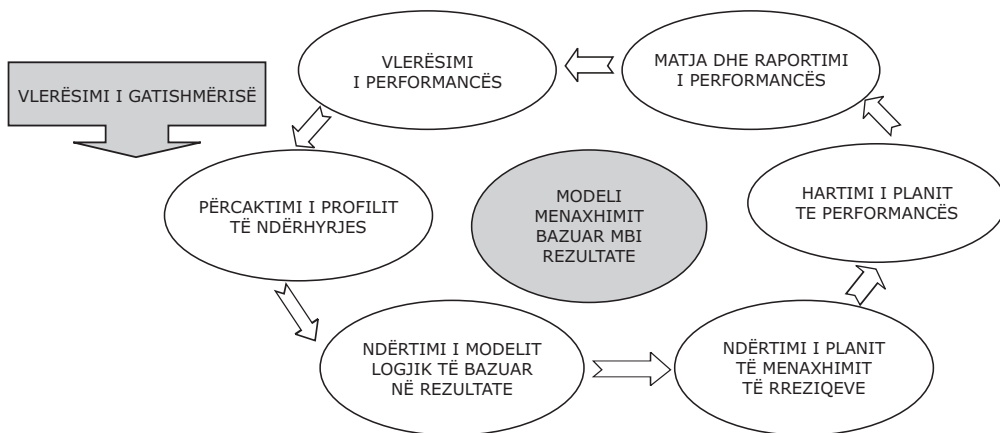 VLERËSIMI
I PERFORMANCËS
MATJA DHE RAPORTIMI
I PERFORMANCËS
VLERËSIMI I GATISHMËRISË
PËRCAKTIMI I PROFILIT
TË NDËRHYRJES
MODELI
MENAXHIMIT
BAZUAR MBI
REZULTATE
HARTIMI I PLANIT
TE PERFORMANCËS
NDËRTIMI I MODELIT
LOGJIK TË BAZUAR
NË REZULTATE
NDËRTIMI I PLANIT
TË MENAXHIMIT
TË RREZIQEVE